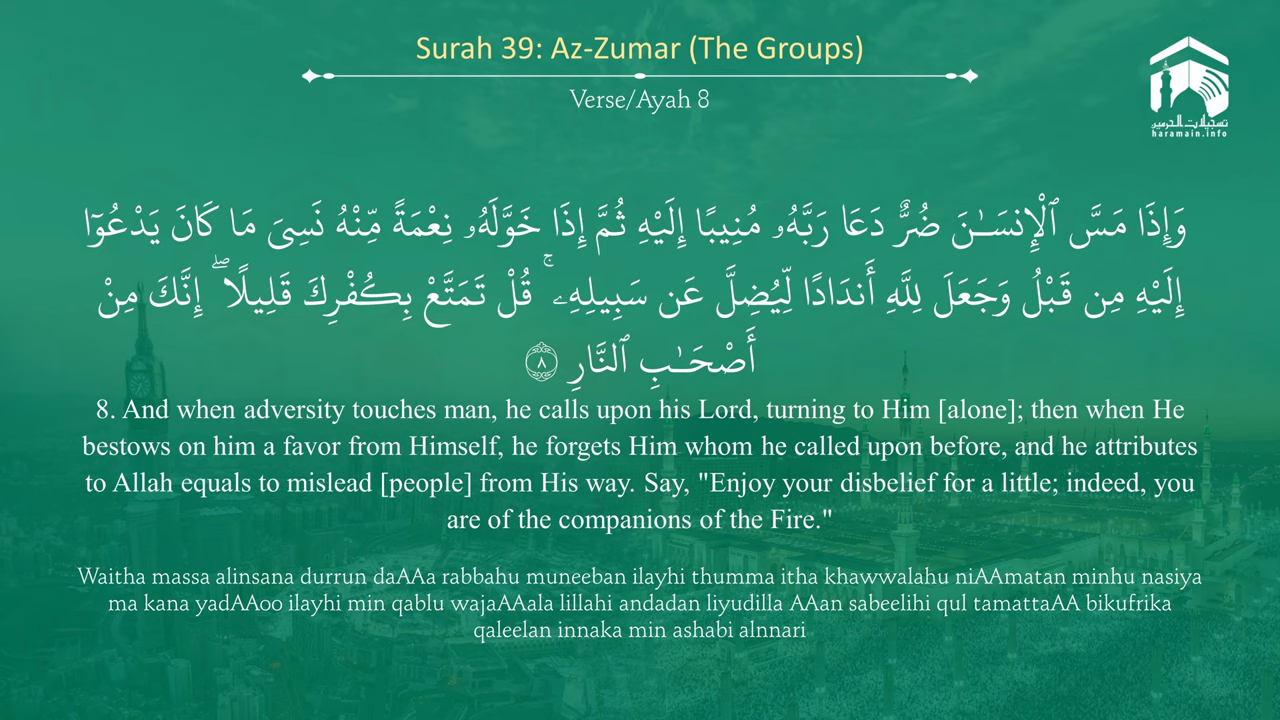 Surah 39: Az-Zumar (The Groups)
Verse/Ayah 8
تسجيلات الحرمين
haramain.info
وَإِذَا مَسَّ ٱلْإِنسَـٰنَ ضُرٌّ دَعَا رَبَّهُۥ مُنِيبًا إِلَيْهِ ثُمَّ إِذَا خَوَّلَهُۥ نِعْمَةً مِّنْهُ نَسِىَ مَا كَانَ يَدْعُوٓا۟
إِلَيْهِ مِن قَبْلُ وَجَعَلَ لِلَّهِ أَندَادًا لِّيُضِلَّ عَن سَبِيلِهِۦ ۚ قُلْ تَمَتَّعْ بِكُفْرِكَ قَلِيلًا ۖ إِنَّكَ مِنْ
أَصْحَـٰبِ ٱلنَّارِ ٨
8. And when adversity touches man, he calls upon his Lord, turning to Him [alone]; then when He
bestows on him a favor from Himself, he forgets Him whom he called upon before, and he attributes
to Allah equals to mislead [people] from His way. Say, "Enjoy your disbelief for a little; indeed, you
are of the companions of the Fire."
Waitha massa alinsana durrun daAAa rabbahu muneeban ilayhi thumma itha khawwalahu niAAmatan minhu nasiya
ma kana yadAAoo ilayhi min qablu wajaAAala lillahi andadan liyudilla AAan sabeelihi qul tamattaAA bikufrika
qaleelan innaka min ashabi alnnari